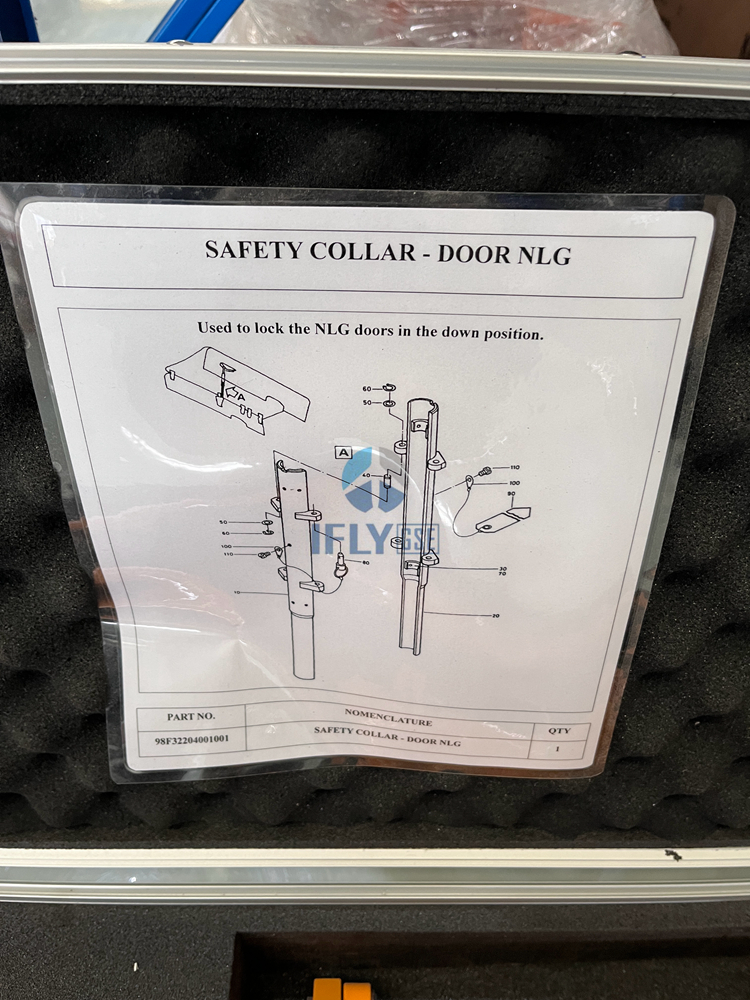 SAFETY COLLAR - DOOR NLG
Used to lock the NLG doors in the down position.
A
60
50
A
110
40
100
90
50
60
100
110
80
10
30
70
20
IFLY GSE
PART NO.
NOMENCLATURE
QTY
98F32204001001
SAFETY COLLAR - DOOR NLG
1